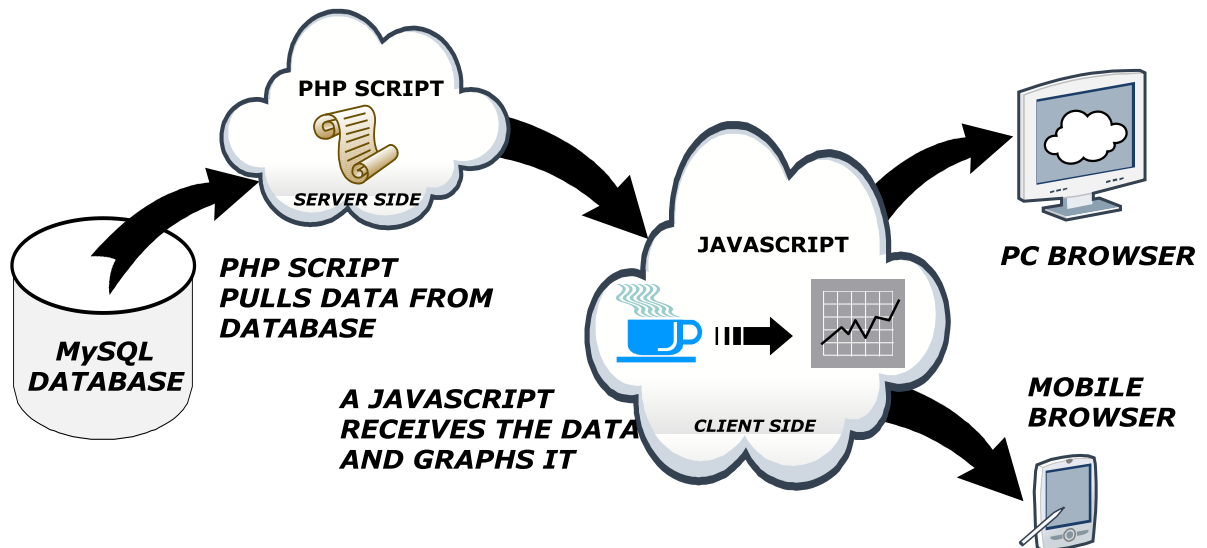 PHP SCRIPT
SERVER SIDE
PHP SCRIPT
PULLS DATA FROM
DATABASE
MySQL
DATABASE
JAVASCRIPT
CLIENT SIDE
A JAVASCRIPT
RECEIVES THE DATA
AND GRAPHS IT
PC BROWSER
MOBILE
BROWSER